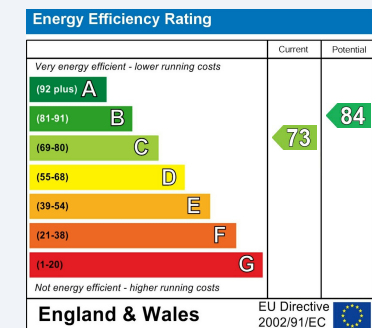 Energy Efficiency Rating
Current Potential
Very energy efficient - lower running costs
(92 plus) A
(81-91) B
84
(69-80) C
73
(55-68) D
(39-54) E
(21-38) F
(1-20) G
Not energy efficient - higher running costs
England & Wales
EU Directive
2002/91/EC